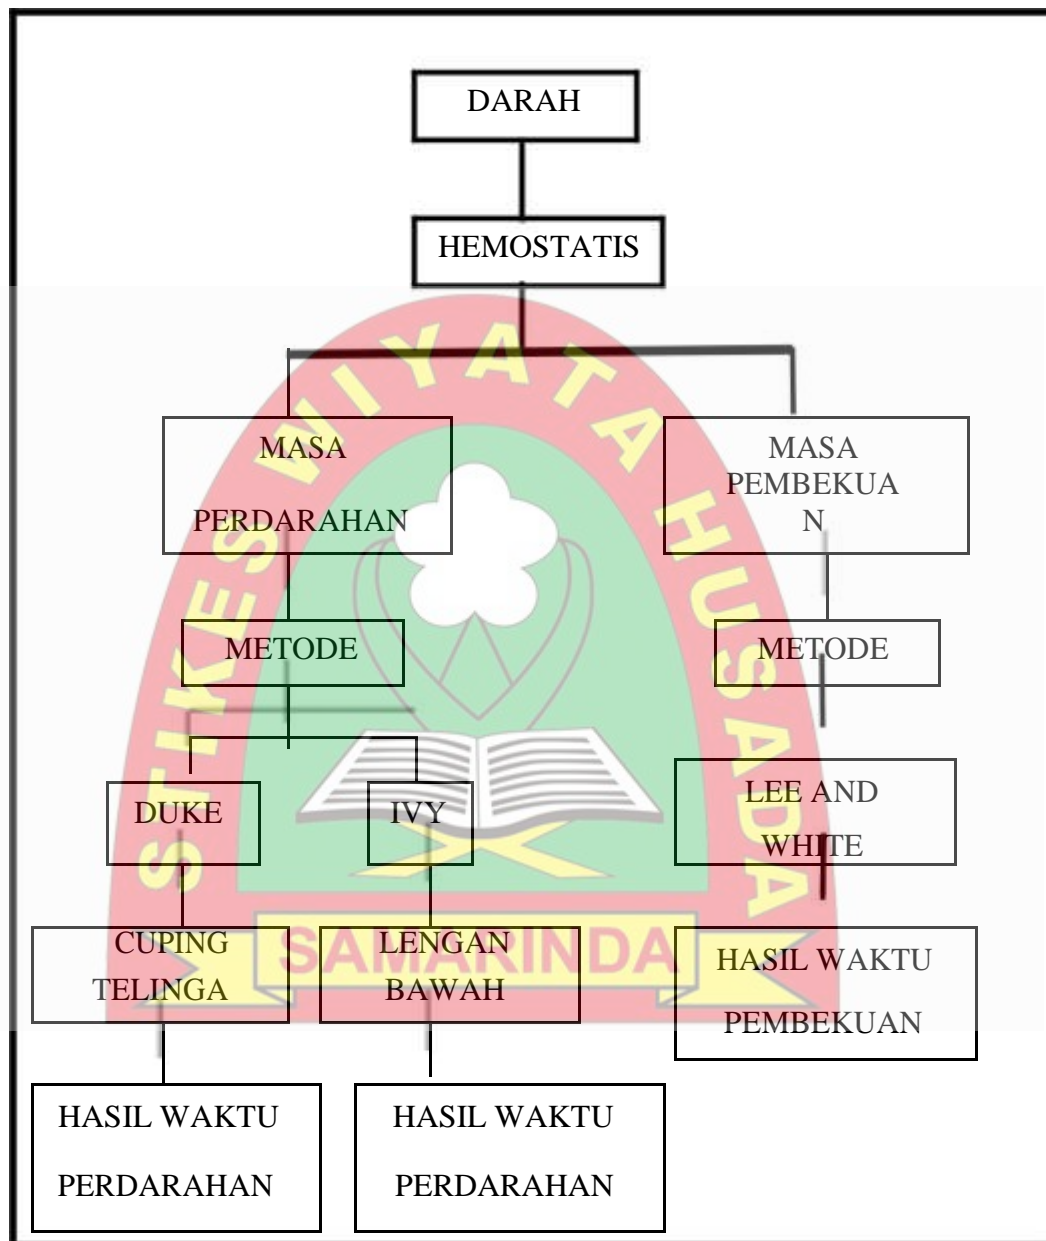 DARAH
HEMOSTATIS
MASA
PERDARAHAN
MASA
PEMBEKUA
N
METODE
METODE
DUKE
IVY
LEE AND
WHITE
CUPING
TELINGA
LENGAN
BAWAH
HASIL WAKTU
PEMBEKUAN
HASIL WAKTU
PERDARAHAN
HASIL WAKTU
PERDARAHAN
STIKES WIYATA HUSADA
SAMARINDA